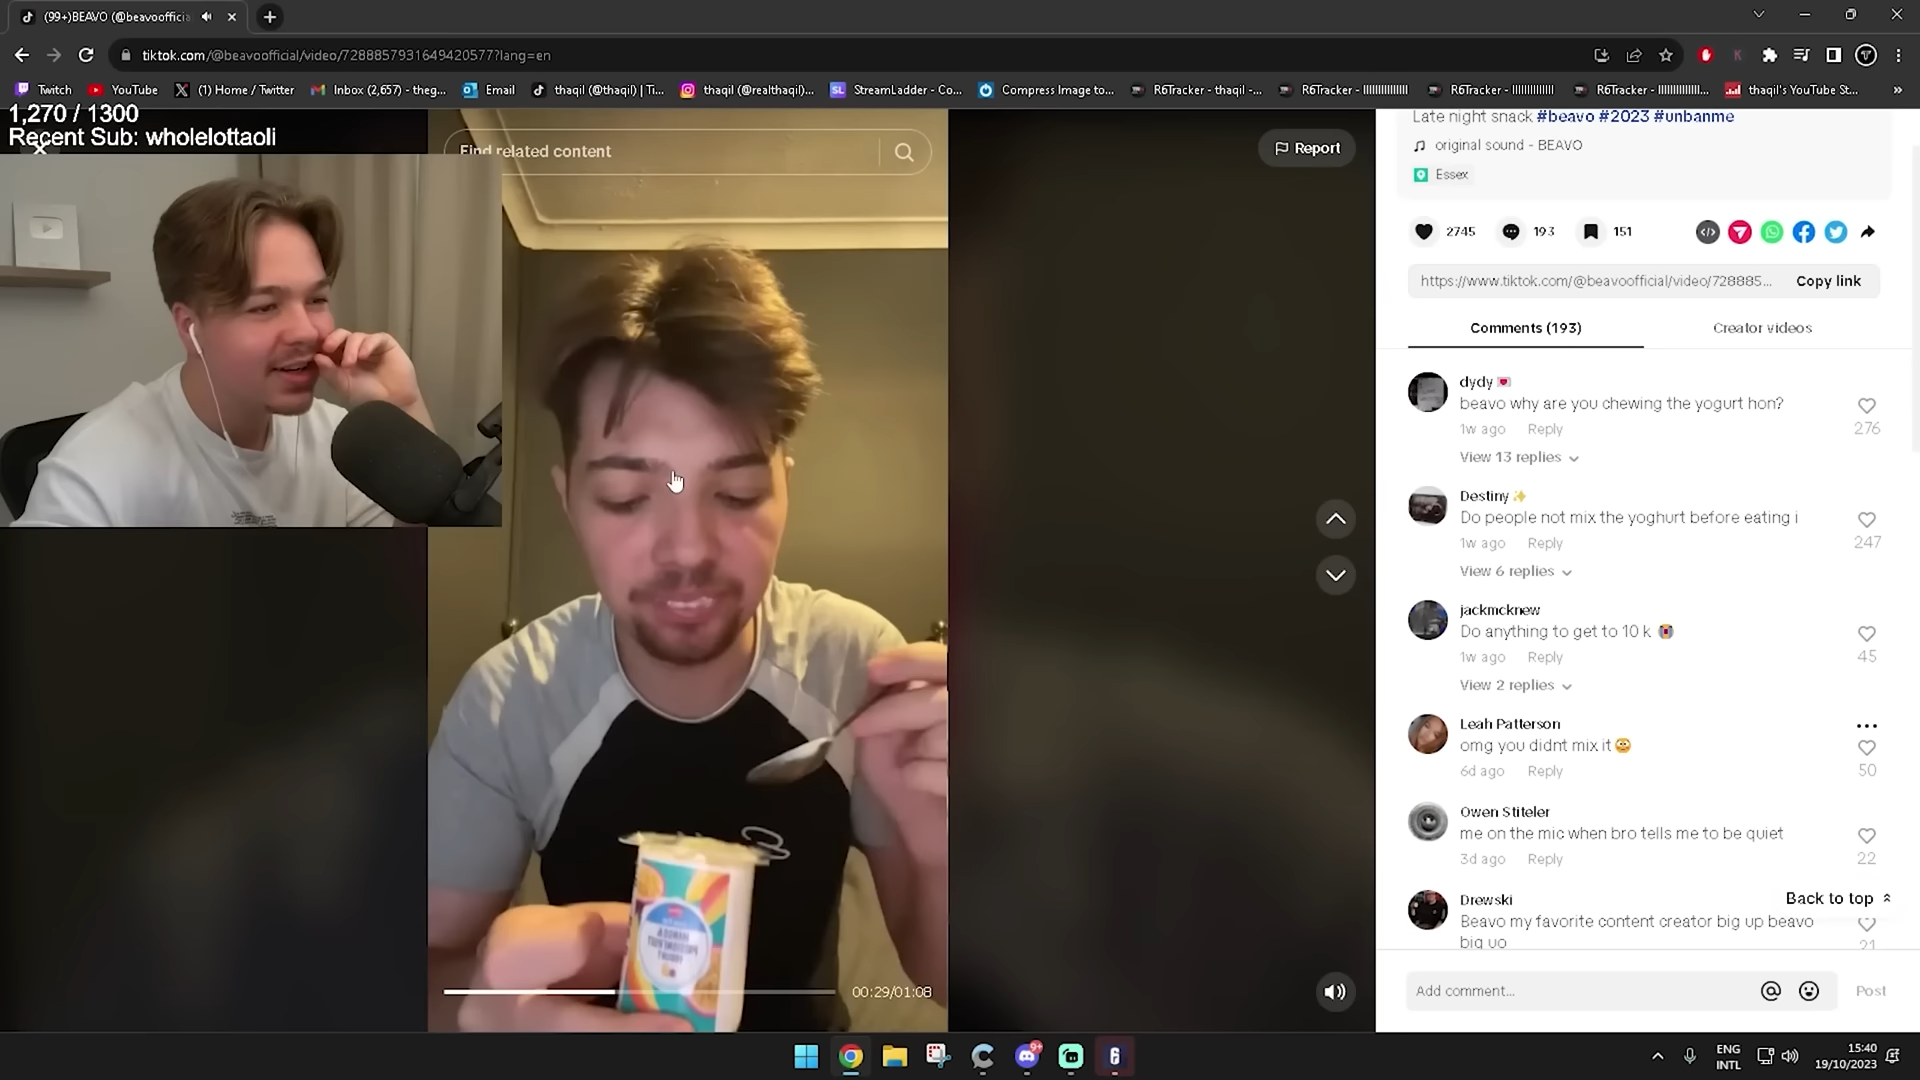 (99+)BEAVO (@beavooffici
tiktok.com/@beavoofficial/video/7288857931649420577?lang=en
Twitch
YouTube
(1) Home / Twitter
Inbox (2,657) - theg...
Email
thaqil (@thaqil) | Ti...
thaqil (@realthaqil)...
StreamLadder - Co...
Compress Image to...
R6Tracker - thaqil -...
R6Tracker - 
R6Tracker - 
R6Tracker - 
thaqil's YouTube St...
1,270 / 1300
Recent Sub: wholelottaoli
Find related content
Report
Late night snack #beavo #2023 #unbanme
original sound - BEAVO
Essex
2745
193
151
https://www.tiktok.com/@beavoofficial/video/728885...
Copy link
Comments (193)
Creator videos
dydy
beavo why are you chewing the yogurt hon?
1w ago Reply
276
View 13 replies
Destiny
Do people not mix the yoghurt before eating i
1w ago Reply
247
View 6 replies
jackmcknew
Do anything to get to 10 k
1w ago Reply
45
View 2 replies
Leah Patterson
omg you didnt mix it
6d ago Reply
50
Owen Stiteler
me on the mic when bro tells me to be quiet
3d ago Reply
22
Drewski
Back to top
Beavo my favorite content creator big up beavo
big up
21
MANGO &
PASSIONFRUIT
YOGURT
00:29/01:08
Add comment...
Post
9+
ENG
INTL
15:40
19/10/2023